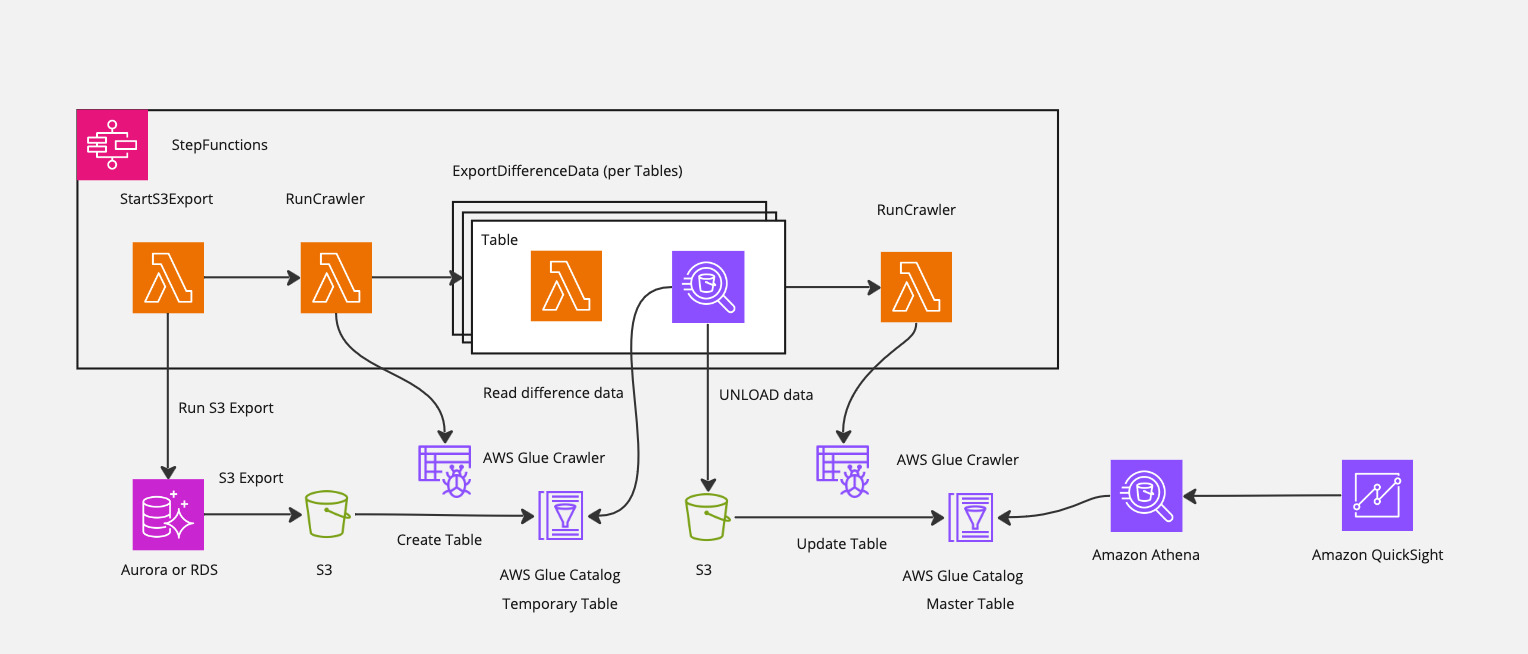 StepFunctions
ExportDifferenceData (per Tables)
StartS3Export
RunCrawler
RunCrawler
Table
Read difference data
UNLOAD data
Run S3 Export
AWS Glue Crawler
AWS Glue Crawler
S3 Export
Create Table
Update Table
Amazon Athena
Amazon QuickSight
Aurora or RDS
S3
AWS Glue Catalog
Temporary Table
S3
AWS Glue Catalog
Master Table